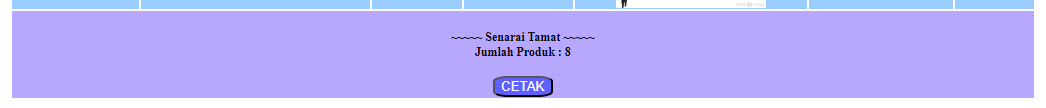 ~~~~~ Senarai Tamat ~~~~~
Jumlah Produk : 8
CETAK